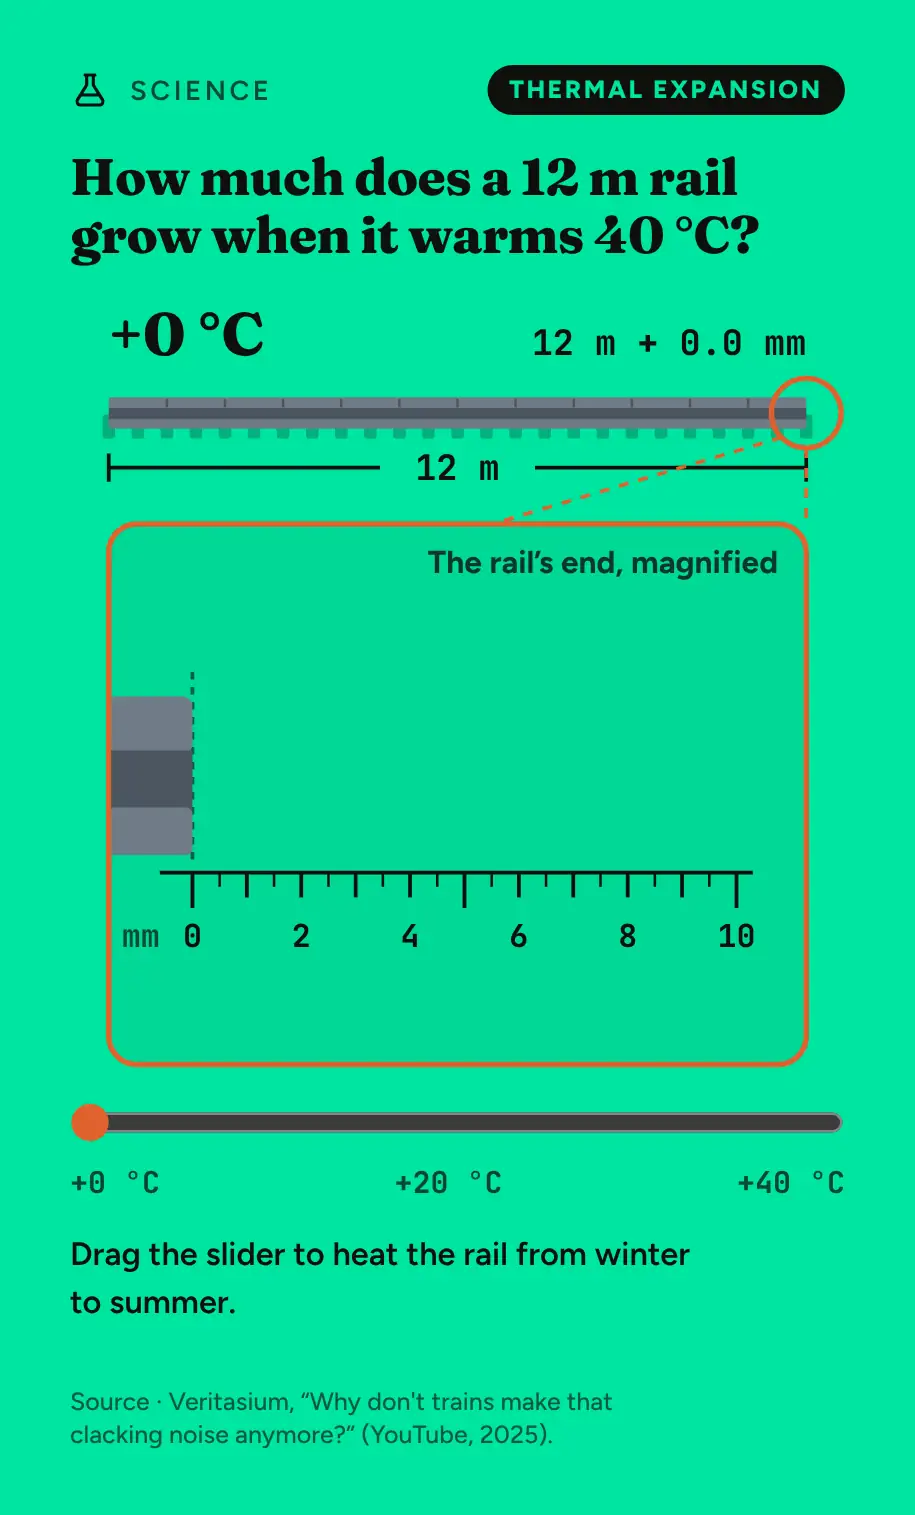 SCIENCE
THERMAL EXPANSION
How much does a 12 m rail
grow when it warms 40 °C?
+0 °C
12 m + 0.0 mm
12 m
The rail’s end, magnified
mm 0 2 4 6 8 10
+0 °C +20 °C +40 °C
Drag the slider to heat the rail from winter
to summer.
Source · Veritasium, “Why don't trains make that
clacking noise anymore?” (YouTube, 2025).